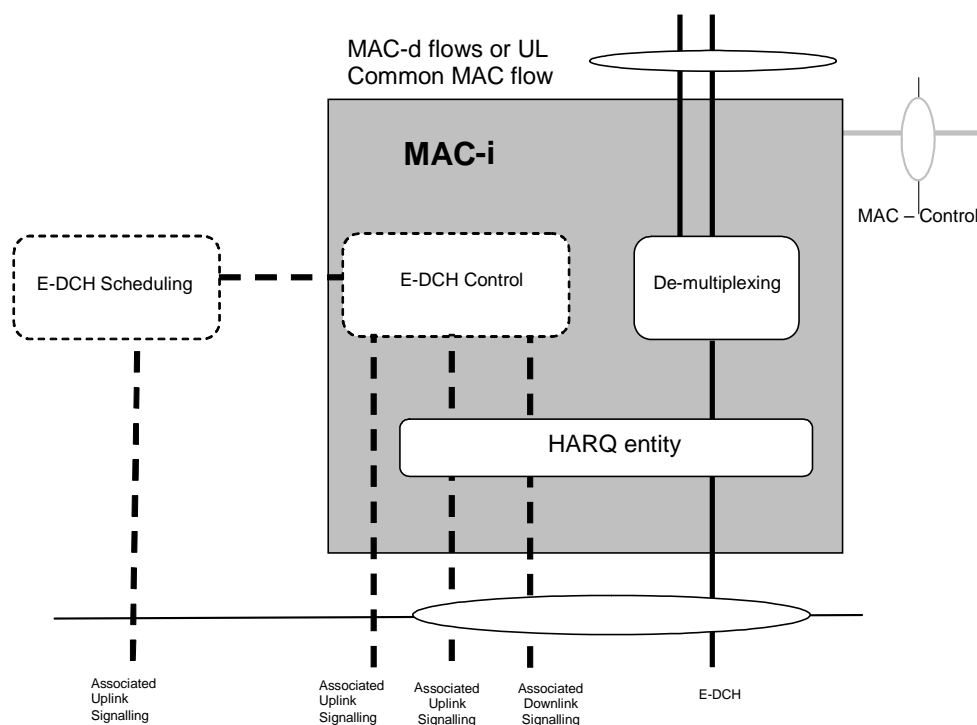 MAC-d flows or UL
Common MAC flow
MAC-i
MAC – Control
E-DCH Scheduling
E-DCH Control
De-multiplexing
HARQ entity
Associated
Uplink
Signalling
Associated
Uplink
Signalling
Associated
Uplink
Signalling
Associated
Downlink
Signalling
E-DCH